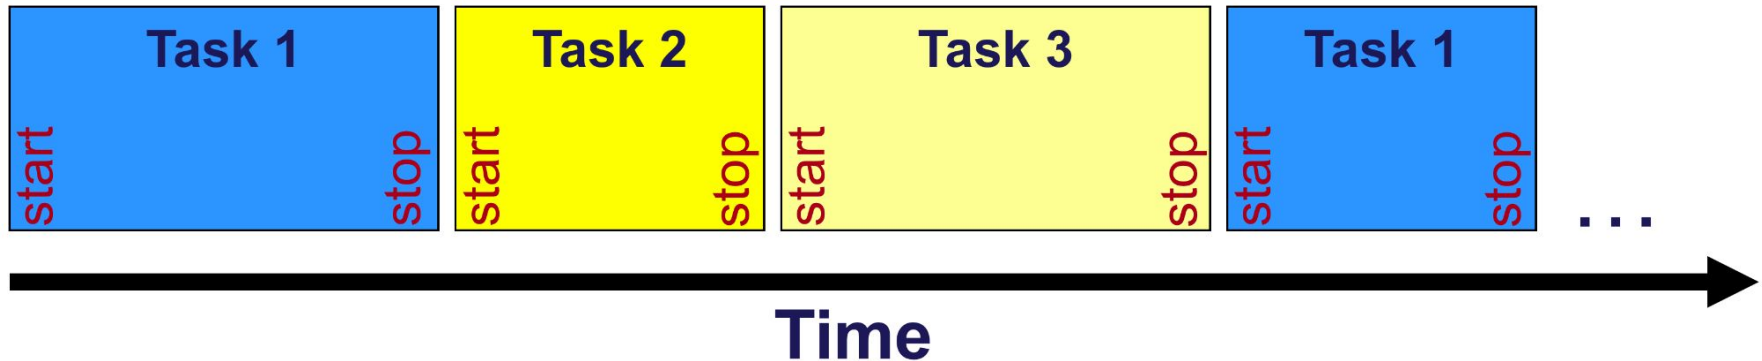 Task 1
start
stop
Task 2
start
stop
Task 3
start
stop
Task 1
start
stop
. . .
Time